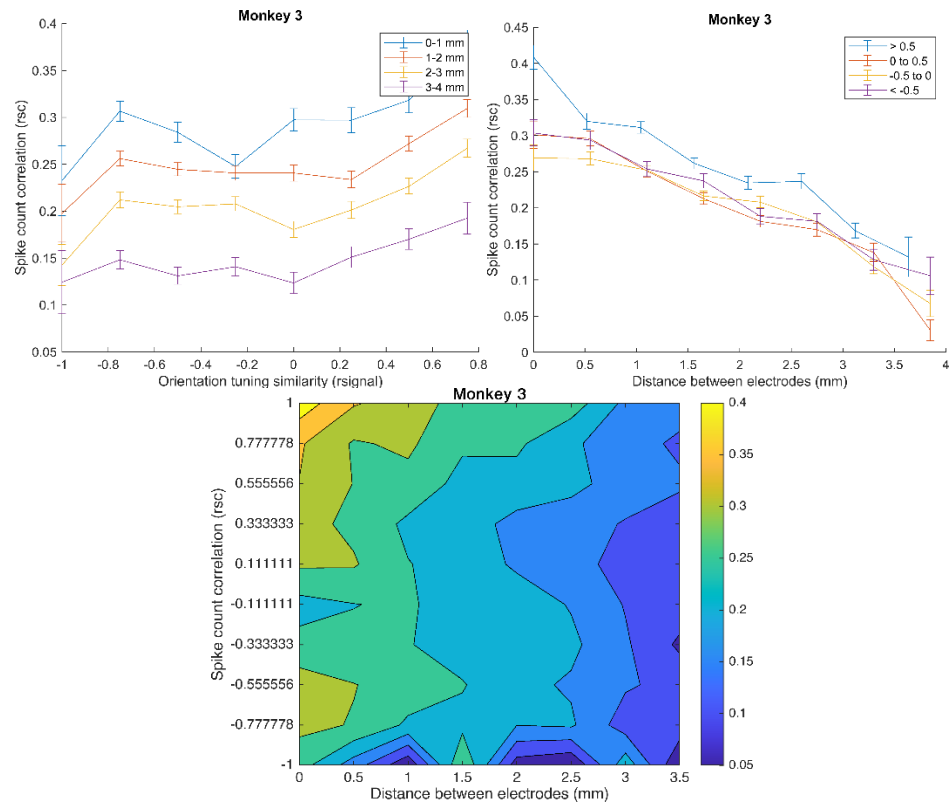 Monkey 3
0.4
0.35
0.3
0.25
0.2
0.15
0.1
0.05
Spike count correlation (rsc)
0-1 mm
1-2 mm
2-3 mm
3-4 mm
-1 -0.8 -0.6 -0.4 -0.2 0 0.2 0.4 0.6 0.8
Orientation tuning similarity (rsignal)
Monkey 3
0.45
0.4
0.35
0.3
0.25
0.2
0.15
0.1
0.05
0
Spike count correlation (rsc)
> 0.5
0 to 0.5
-0.5 to 0
< -0.5
0 0.5 1 1.5 2 2.5 3 3.5 4
Distance between electrodes (mm)
Monkey 3
1
0.777778
0.555556
0.333333
0.111111
-0.111111
-0.333333
-0.555556
-0.777778
-1
Spike count correlation (rsc)
0 0.5 1 1.5 2 2.5 3 3.5
Distance between electrodes (mm)
0.4
0.35
0.3
0.25
0.2
0.15
0.1
0.05